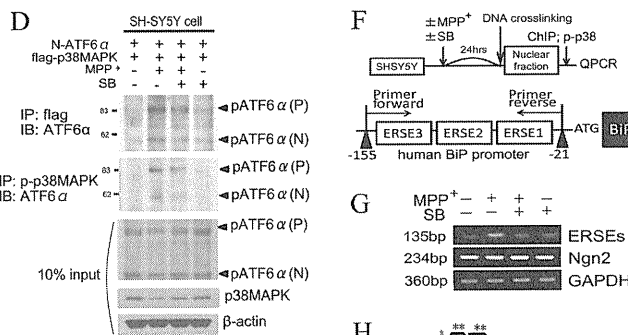 D
SH-SY5Y cell
N-ATF6α + + + +
flag-p38MAPK + + + +
MPP+ - + + -
SB - - + +
IP: flag
IB: ATF6α
83
62
pATF6α(P)
pATF6α(N)
IP: p-p38MAPK
IB: ATF6α
83
62
pATF6α(P)
pATF6α(N)
10% input
pATF6α(P)
pATF6α(N)
p38MAPK
β-actin
F
±MPP+
±SB
24hrs
DNA crosslinking
ChIP; p-p38
SHSY5Y
Nuclear
fraction
QPCR
Primer
forward
Primer
reverse
ERSE3
ERSE2
ERSE1
ATG
BiP
-155
human BiP promoter
-21
G
MPP+ - + + -
SB - - + +
135bp
ERSEs
234bp
Ngn2
360bp
GAPDH
H
* ** **